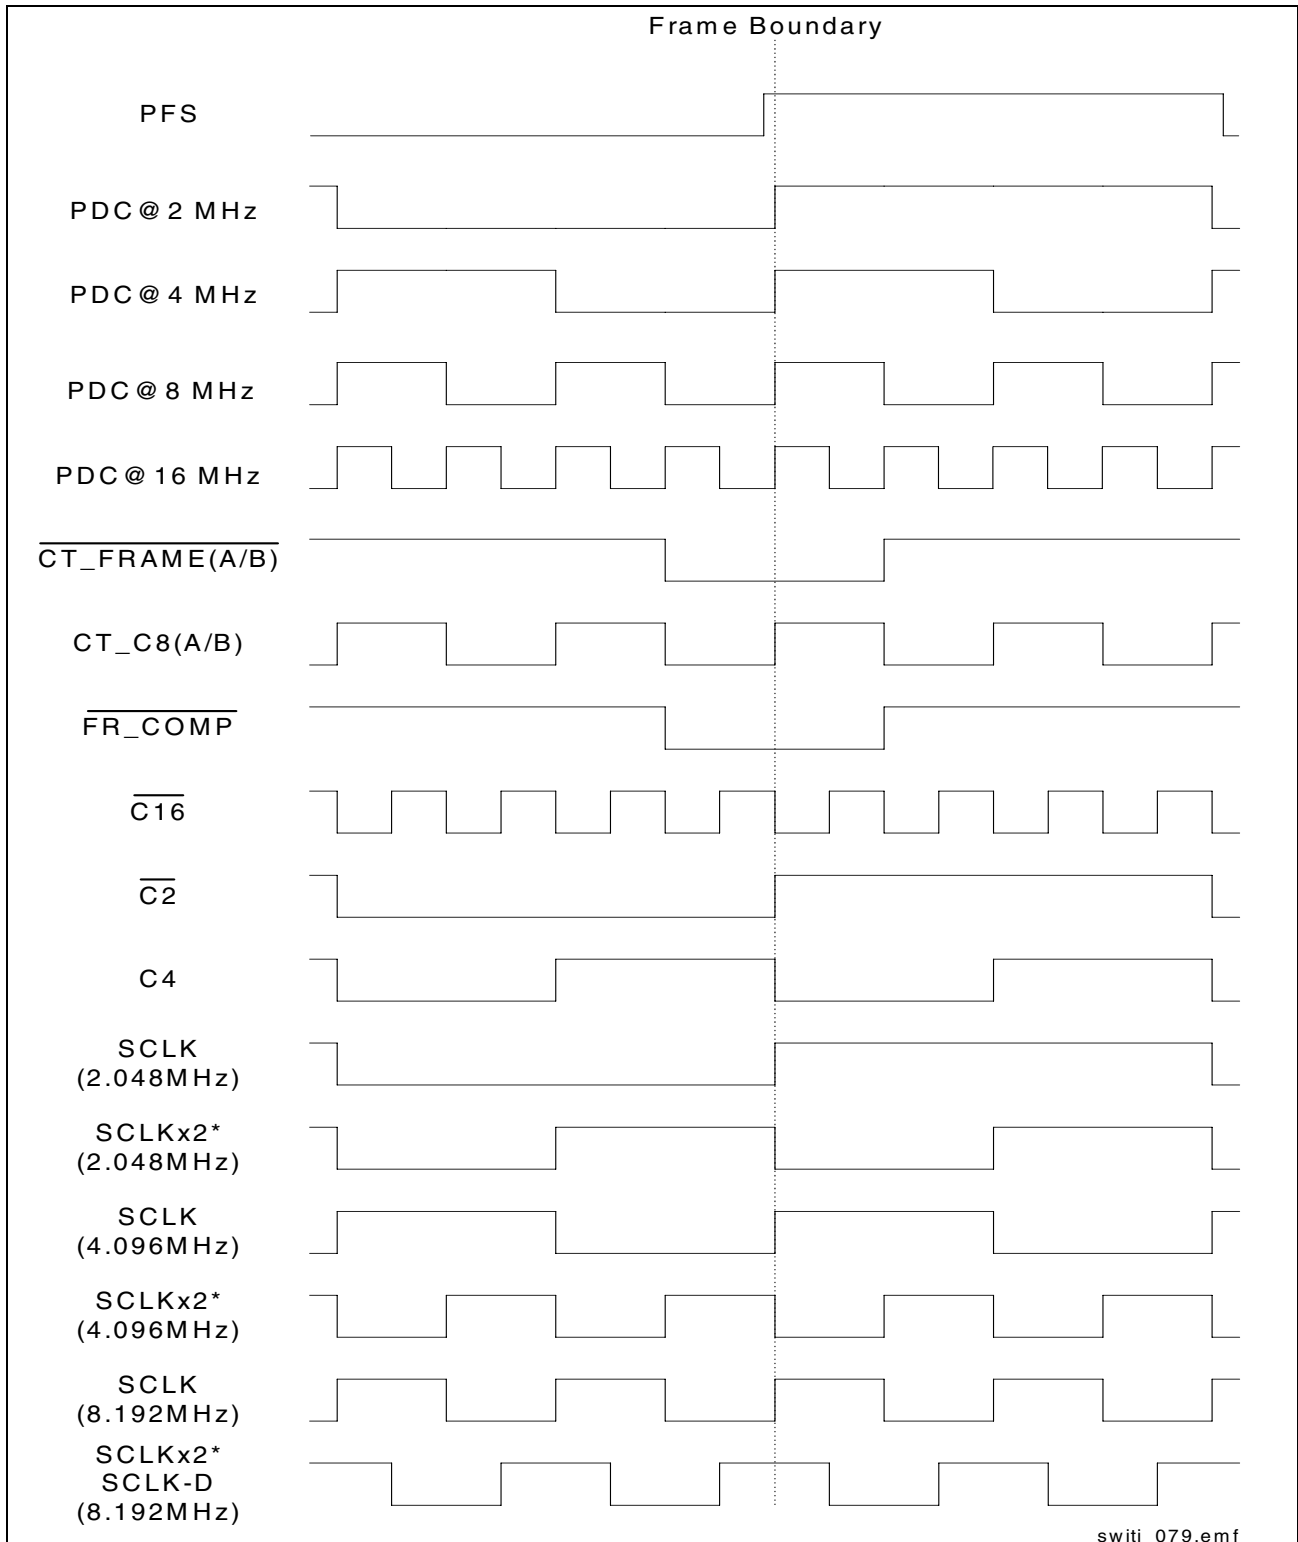 Frame Boundary
PFS
PDC@2 MHz
PDC@4 MHz
PDC@8 MHz
PDC@16 MHz
CT_FRAME(A/B)
CT_C8(A/B)
FR_COMP
C16
C2
C4
SCLK
(2.048MHz)
SCLKx2*
(2.048MHz)
SCLK
(4.096MHz)
SCLKx2*
(4.096MHz)
SCLK
(8.192MHz)
SCLKx2*
SCLK-D
(8.192MHz)
switi_079.emf